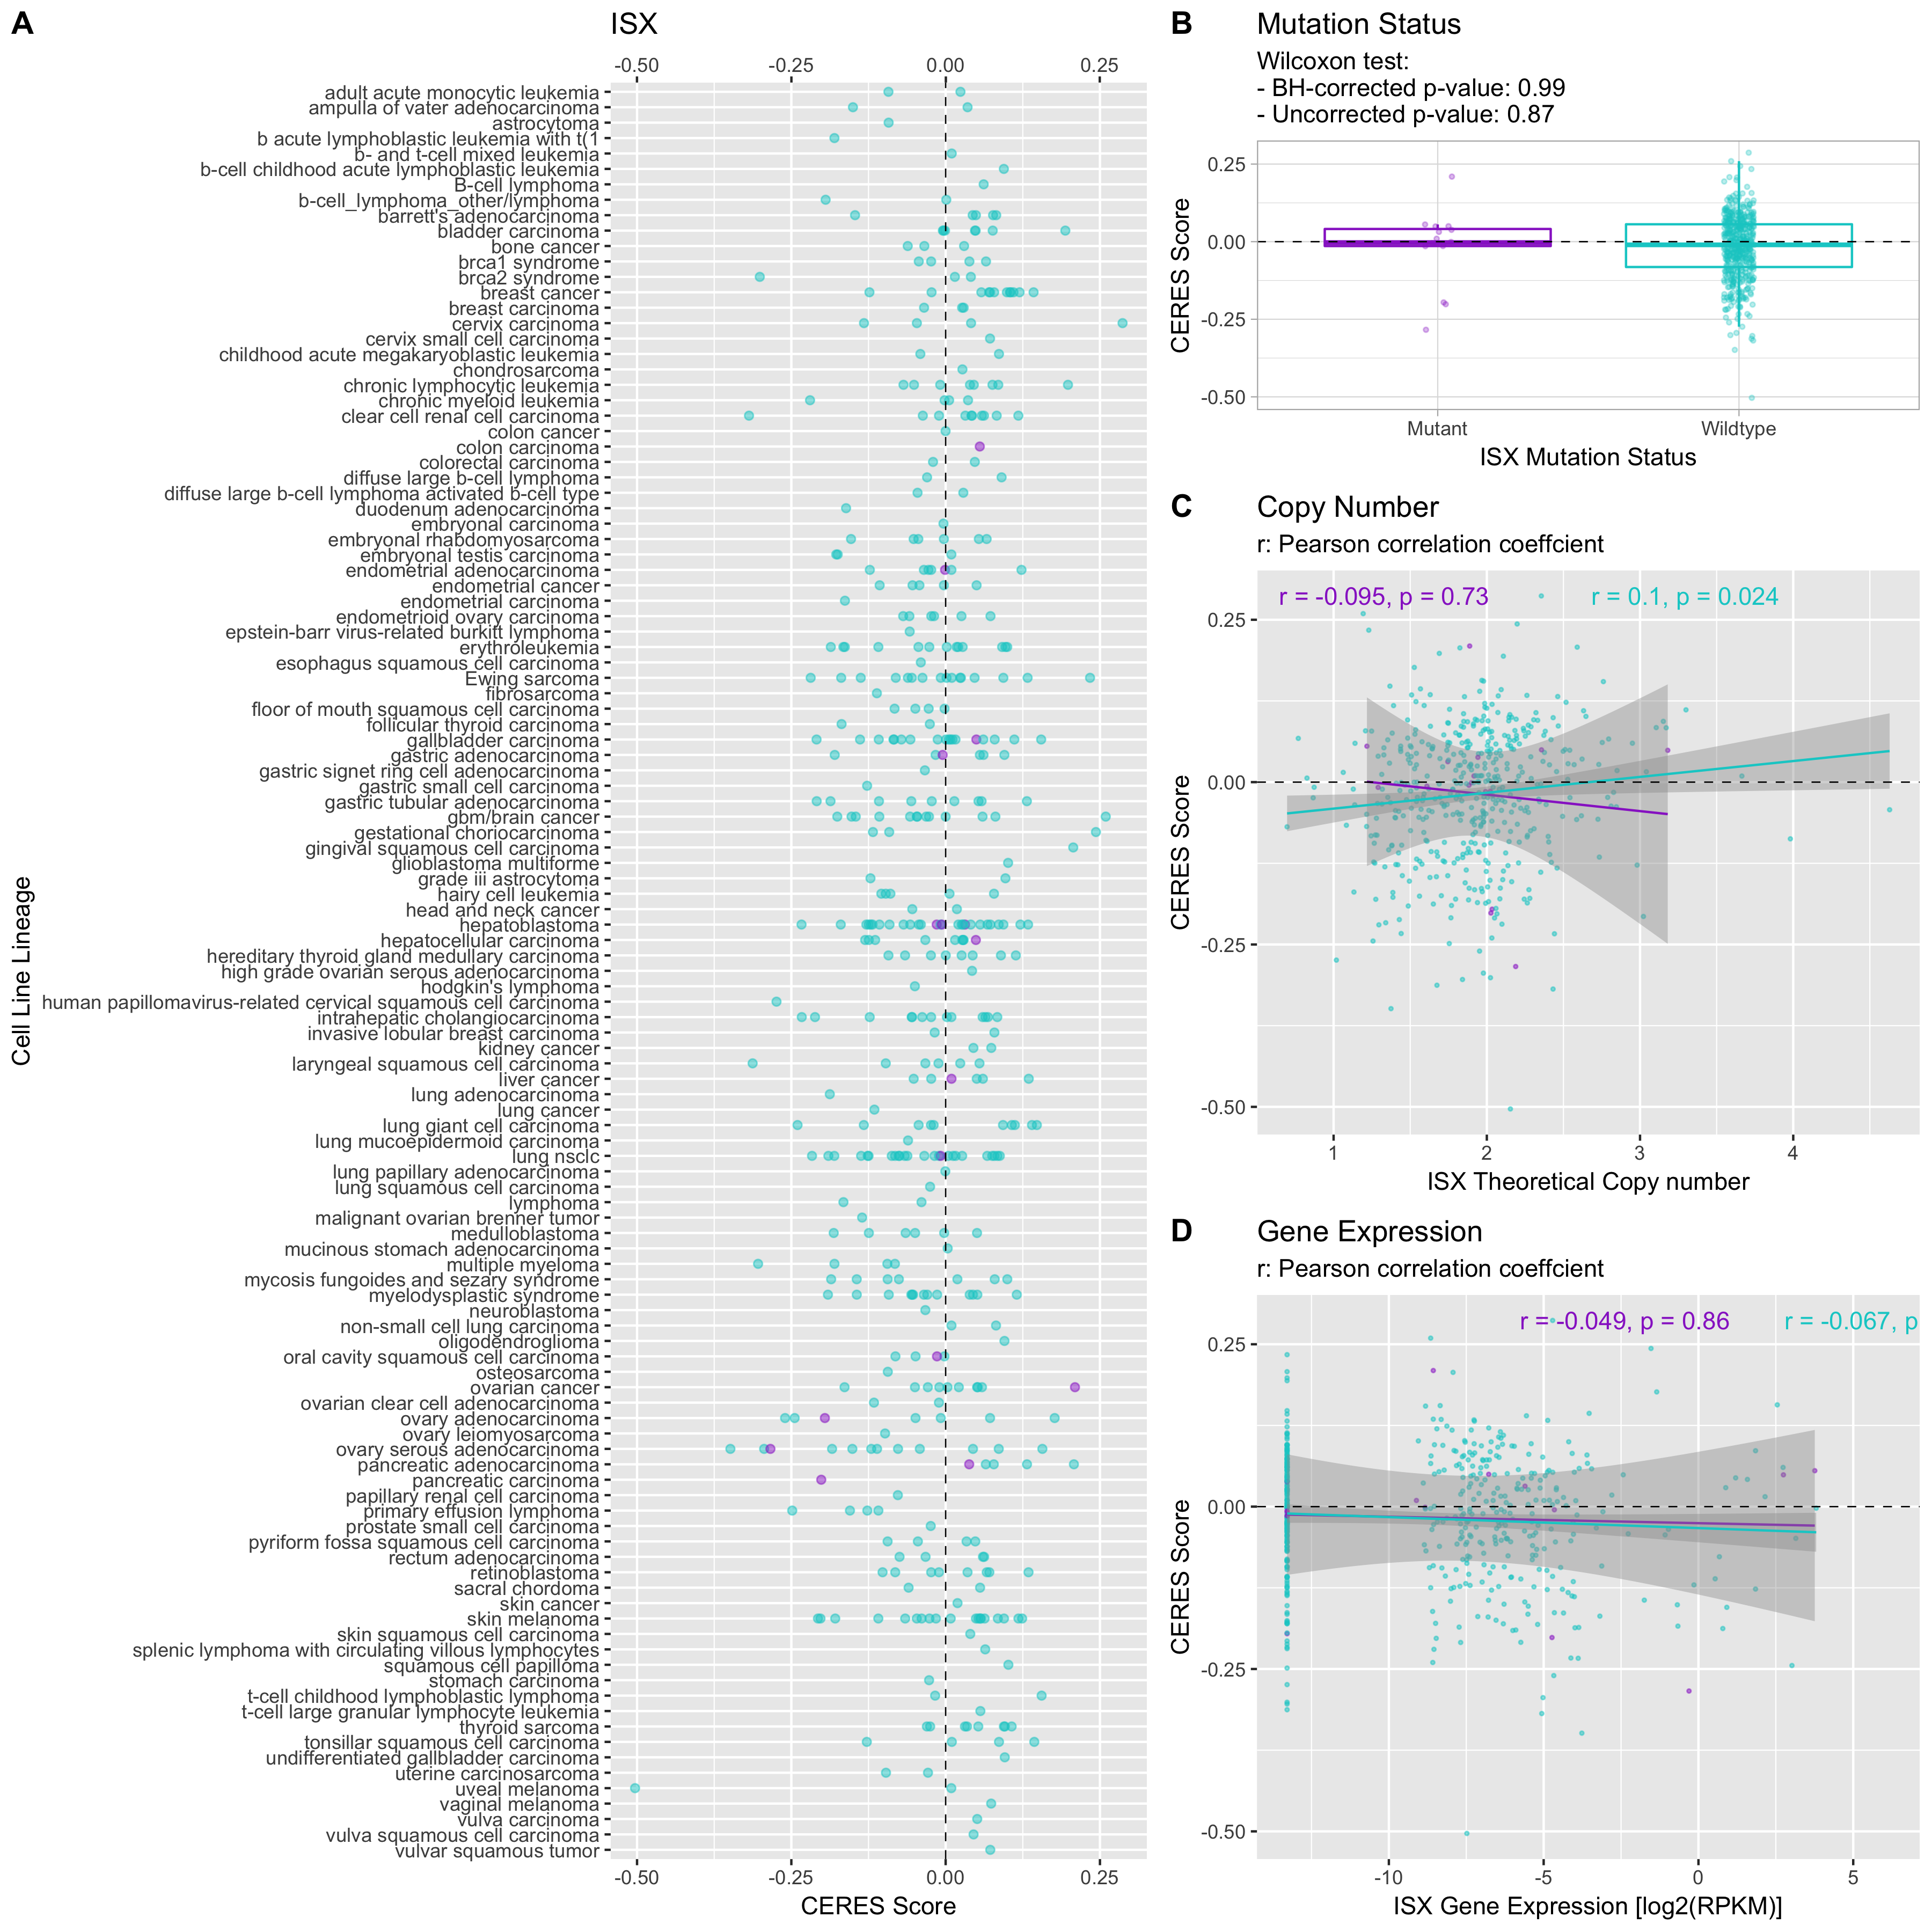 A
ISX
-0.50 -0.25 0.00 0.25
adult acute monocytic leukemia
ampulla of vater adenocarcinoma
astrocytoma
b acute lymphoblastic leukemia with t(1
b- and t-cell mixed leukemia
b-cell childhood acute lymphoblastic leukemia
B-cell lymphoma
b-cell_lymphoma_other/lymphoma
barrett's adenocarcinoma
bladder carcinoma
bone cancer
brca1 syndrome
brca2 syndrome
breast cancer
breast carcinoma
cervix carcinoma
cervix small cell carcinoma
childhood acute megakaryoblastic leukemia
chondrosarcoma
chronic lymphocytic leukemia
chronic myeloid leukemia
clear cell renal cell carcinoma
colon cancer
colon carcinoma
colorectal carcinoma
diffuse large b-cell lymphoma
diffuse large b-cell lymphoma activated b-cell type
duodenum adenocarcinoma
embryonal carcinoma
embryonal rhabdomyosarcoma
embryonal testis carcinoma
endometrial adenocarcinoma
endometrial cancer
endometrial carcinoma
endometrioid ovary carcinoma
epstein-barr virus-related burkitt lymphoma
erythroleukemia
esophagus squamous cell carcinoma
Ewing sarcoma
fibrosarcoma
floor of mouth squamous cell carcinoma
follicular thyroid carcinoma
gallbladder carcinoma
gastric adenocarcinoma
gastric signet ring cell adenocarcinoma
gastric small cell carcinoma
gastric tubular adenocarcinoma
gbm/brain cancer
gestational choriocarcinoma
gingival squamous cell carcinoma
glioblastoma multiforme
grade iii astrocytoma
hairy cell leukemia
head and neck cancer
hepatoblastoma
hepatocellular carcinoma
hereditary thyroid gland medullary carcinoma
high grade ovarian serous adenocarcinoma
hodgkin's lymphoma
human papillomavirus-related cervical squamous cell carcinoma
intrahepatic cholangiocarcinoma
invasive lobular breast carcinoma
kidney cancer
laryngeal squamous cell carcinoma
liver cancer
lung adenocarcinoma
lung cancer
lung giant cell carcinoma
lung mucoepidermoid carcinoma
lung nsclc
lung papillary adenocarcinoma
lung squamous cell carcinoma
lymphoma
malignant ovarian brenner tumor
medulloblastoma
mucinous stomach adenocarcinoma
multiple myeloma
mycosis fungoides and sezary syndrome
myelodysplastic syndrome
neuroblastoma
non-small cell lung carcinoma
oligodendroglioma
oral cavity squamous cell carcinoma
osteosarcoma
ovarian cancer
ovarian clear cell adenocarcinoma
ovary adenocarcinoma
ovary leiomyosarcoma
ovary serous adenocarcinoma
pancreatic adenocarcinoma
pancreatic carcinoma
papillary renal cell carcinoma
primary effusion lymphoma
prostate small cell carcinoma
pyriform fossa squamous cell carcinoma
rectum adenocarcinoma
retinoblastoma
sacral chordoma
skin cancer
skin melanoma
skin squamous cell carcinoma
splenic lymphoma with circulating villous lymphocytes
squamous cell papilloma
stomach carcinoma
t-cell childhood lymphoblastic lymphoma
t-cell large granular lymphocyte leukemia
thyroid sarcoma
tonsillar squamous cell carcinoma
undifferentiated gallbladder carcinoma
uterine carcinosarcoma
uveal melanoma
vaginal melanoma
vulva carcinoma
vulva squamous cell carcinoma
vulvar squamous tumor
-0.50 -0.25 0.00 0.25
CERES Score
Cell Line Lineage
B
Mutation Status
Wilcoxon test:
- BH-corrected p-value: 0.99
- Uncorrected p-value: 0.87
0.25
0.00
-0.25
-0.50
CERES Score
Mutant Wildtype
ISX Mutation Status
C
Copy Number
r: Pearson correlation coeffcient
r = -0.095, p = 0.73 r = 0.1, p = 0.024
0.25
0.00
-0.25
-0.50
CERES Score
1 2 3 4
ISX Theoretical Copy number
D
Gene Expression
r: Pearson correlation coeffcient
r = -0.049, p = 0.86 r = -0.067, p
0.25
0.00
-0.25
-0.50
CERES Score
-10 -5 0 5
ISX Gene Expression [log2(RPKM)]